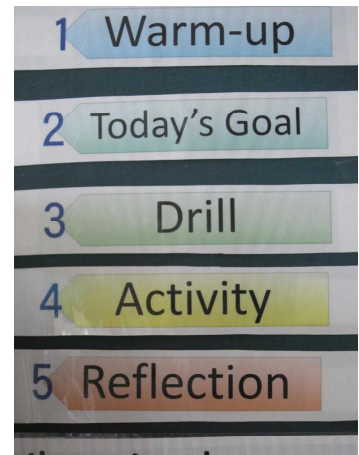 1 Warm-up
2 Today's Goal
3 Drill
4 Activity
5 Reflection